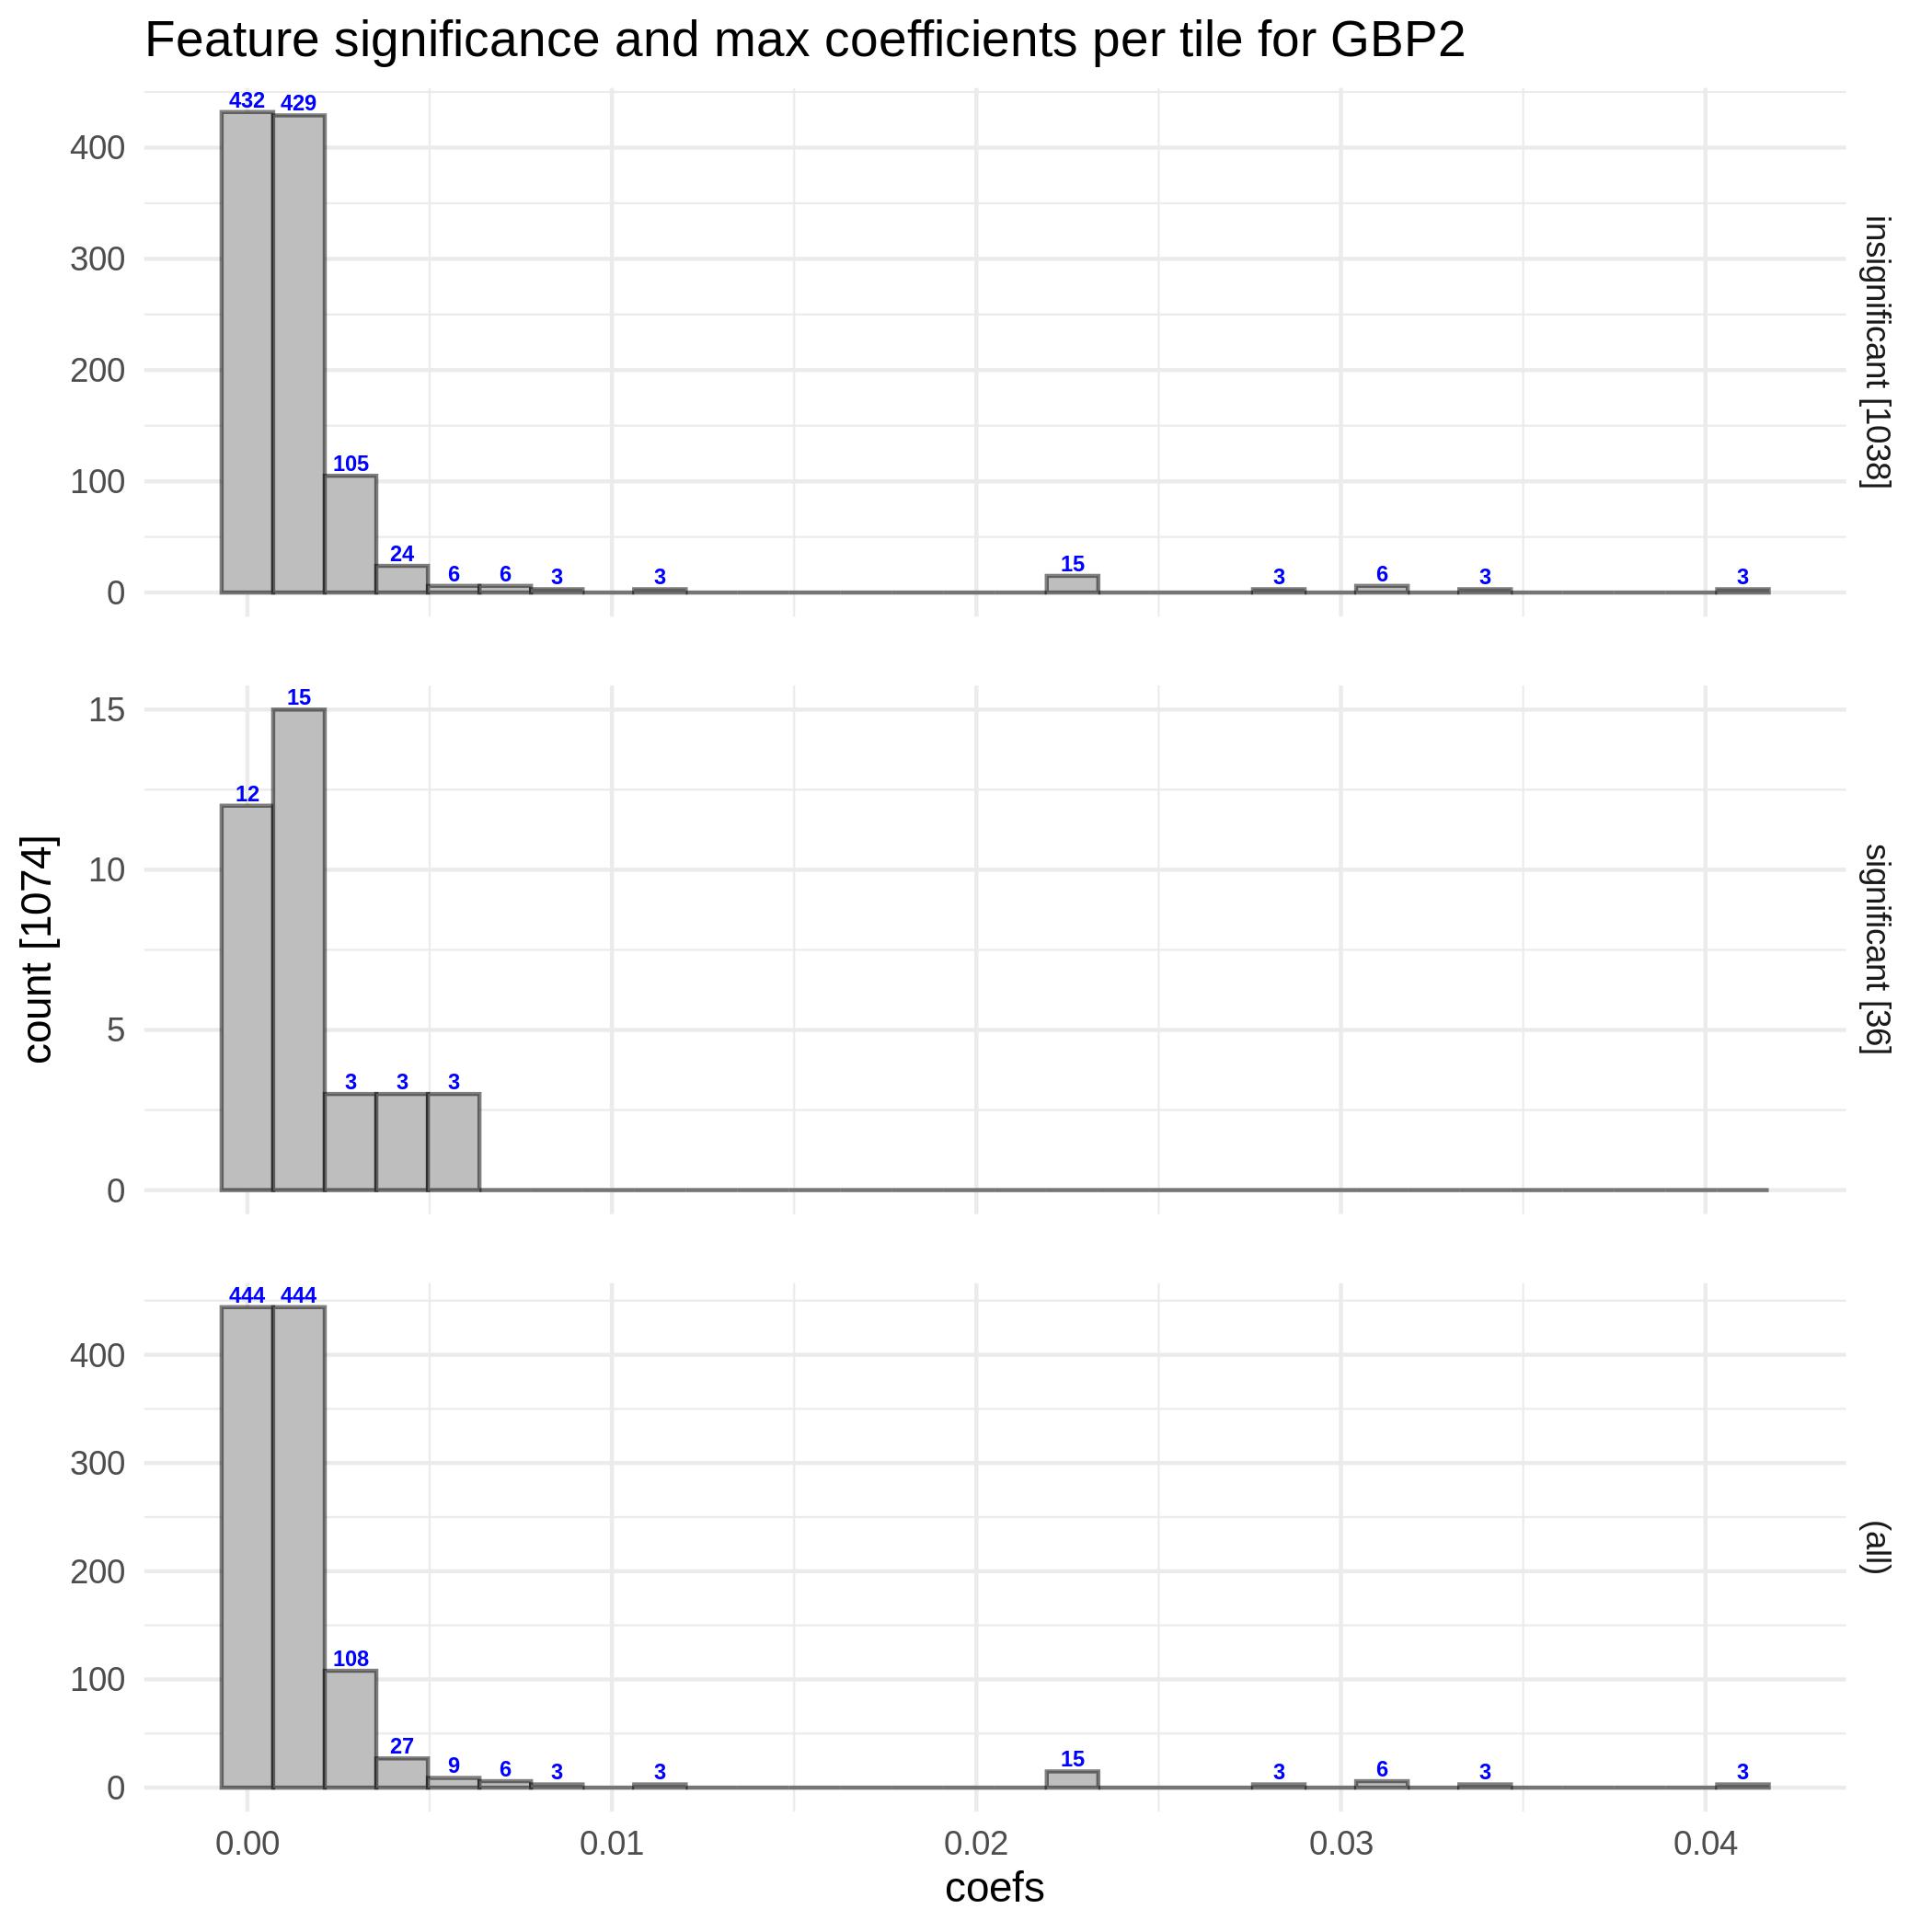 Feature significance and max coefficients per tile for GBP2
432 429
400
300
200
105
100
24
6 6 3 3 15 3 6 3 3
0
insignificant [1038]
15
15
12
10
5
3 3 3
0
significant [36]
count [1074]
444 444
400
300
200
108
100
27
9 6 3 3 15 3 6 3 3
0
(all)
0.00 0.01 0.02 0.03 0.04
coefs